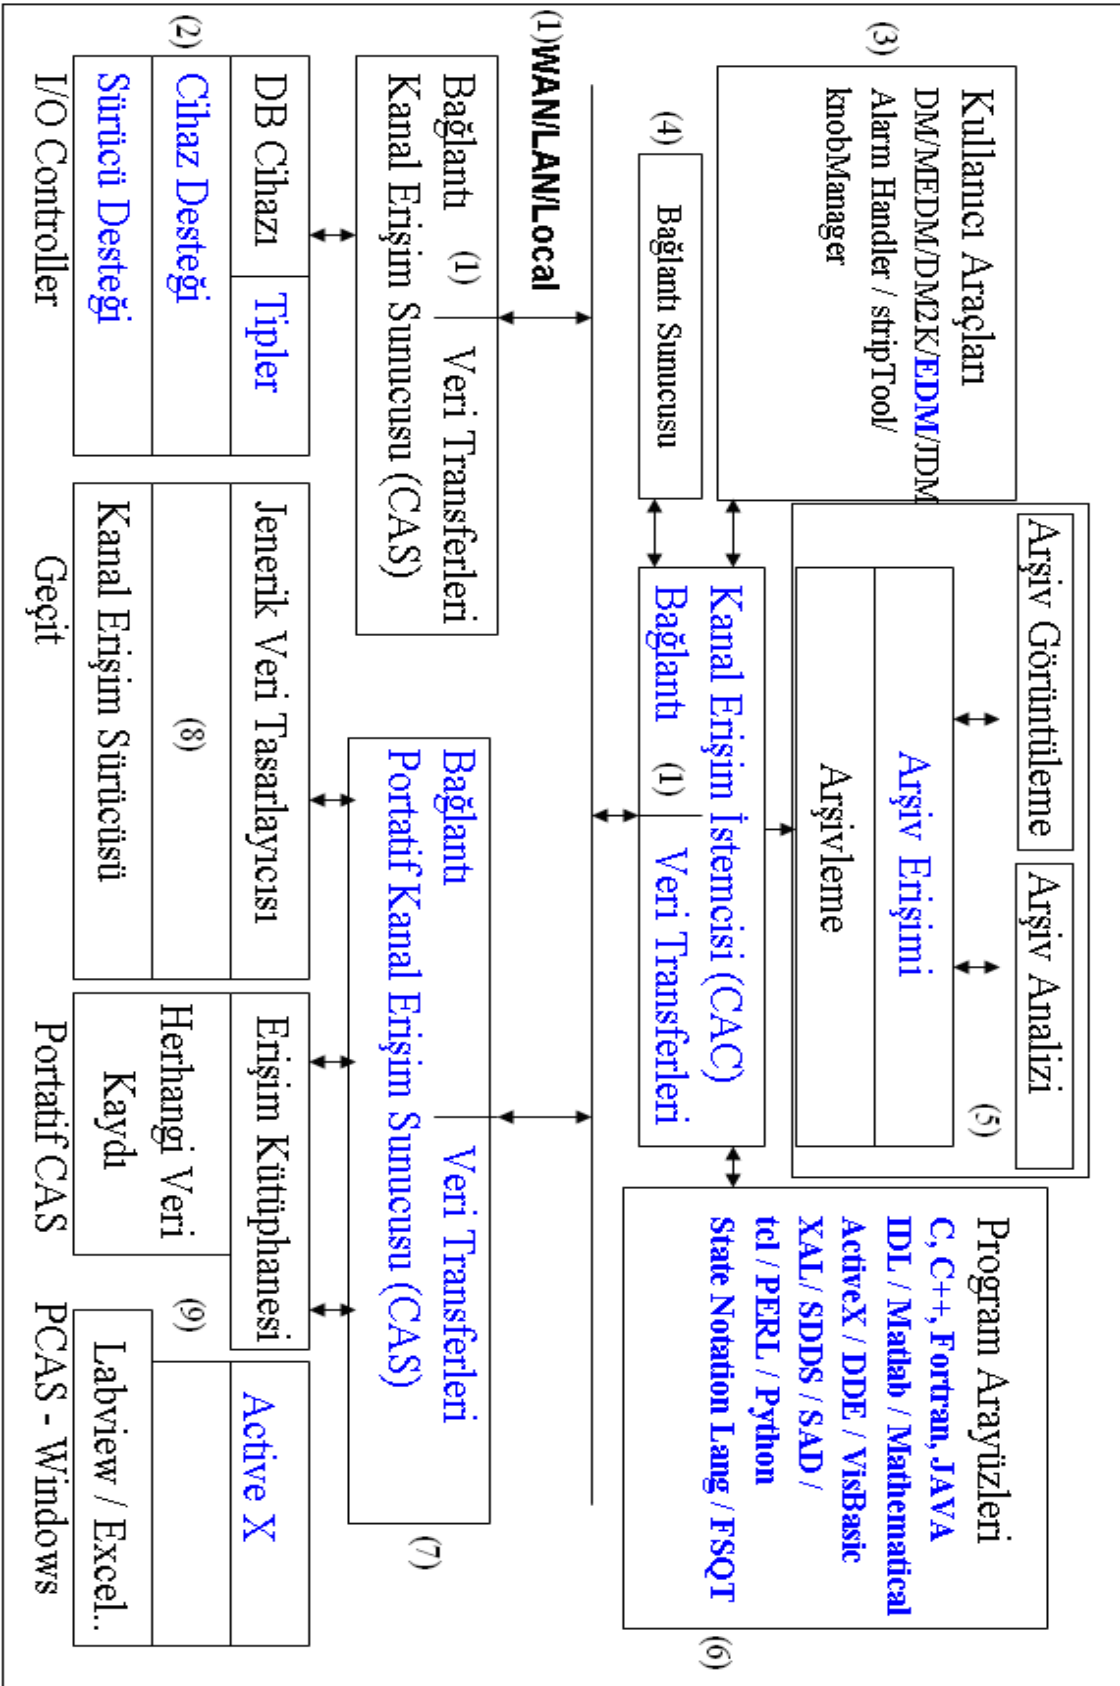 Kullanıcı Araçları
DM/MEDM/DM2K/EDM/JDM
Alarm Handler / stripTool/
knobManager
(3)
Arşiv Görüntüleme
Arşiv Analizi
Arşiv Erişimi
Arşivleme
(5)
Program Arayüzleri
C, C++, Fortran, JAVA
IDL / Matlab / Mathematical
ActiveX / DDE / VisBasic
XAL / SDDS / SAD /
tcl / PERL / Python
State Notation Lang / FSQT
(6)
(4)
Bağlantı Sunucusu
Kanal Erişim İstemcisi (CAC)
Bağlantı (1) Veri Transferleri
(1)WAN/LAN/Local
Bağlantı (1) Veri Transferleri
Kanal Erişim Sunucusu (CAS)
Bağlantı Veri Transferleri
Portatif Kanal Erişim Sunucusu (CAS)
(7)
(2)
DB Cihazı
Tipler
Cihaz Desteği
Sürücü Desteği
I/O Controller
Jenerik Veri Tasarlayıcısı
(8)
Kanal Erişim Sürücüsü
Geçit
Erişim Kütüphanesi
Herhangi Veri
Kaydı
Portatif CAS
Active X
(9)
Labview / Excel..
PCAS - Windows